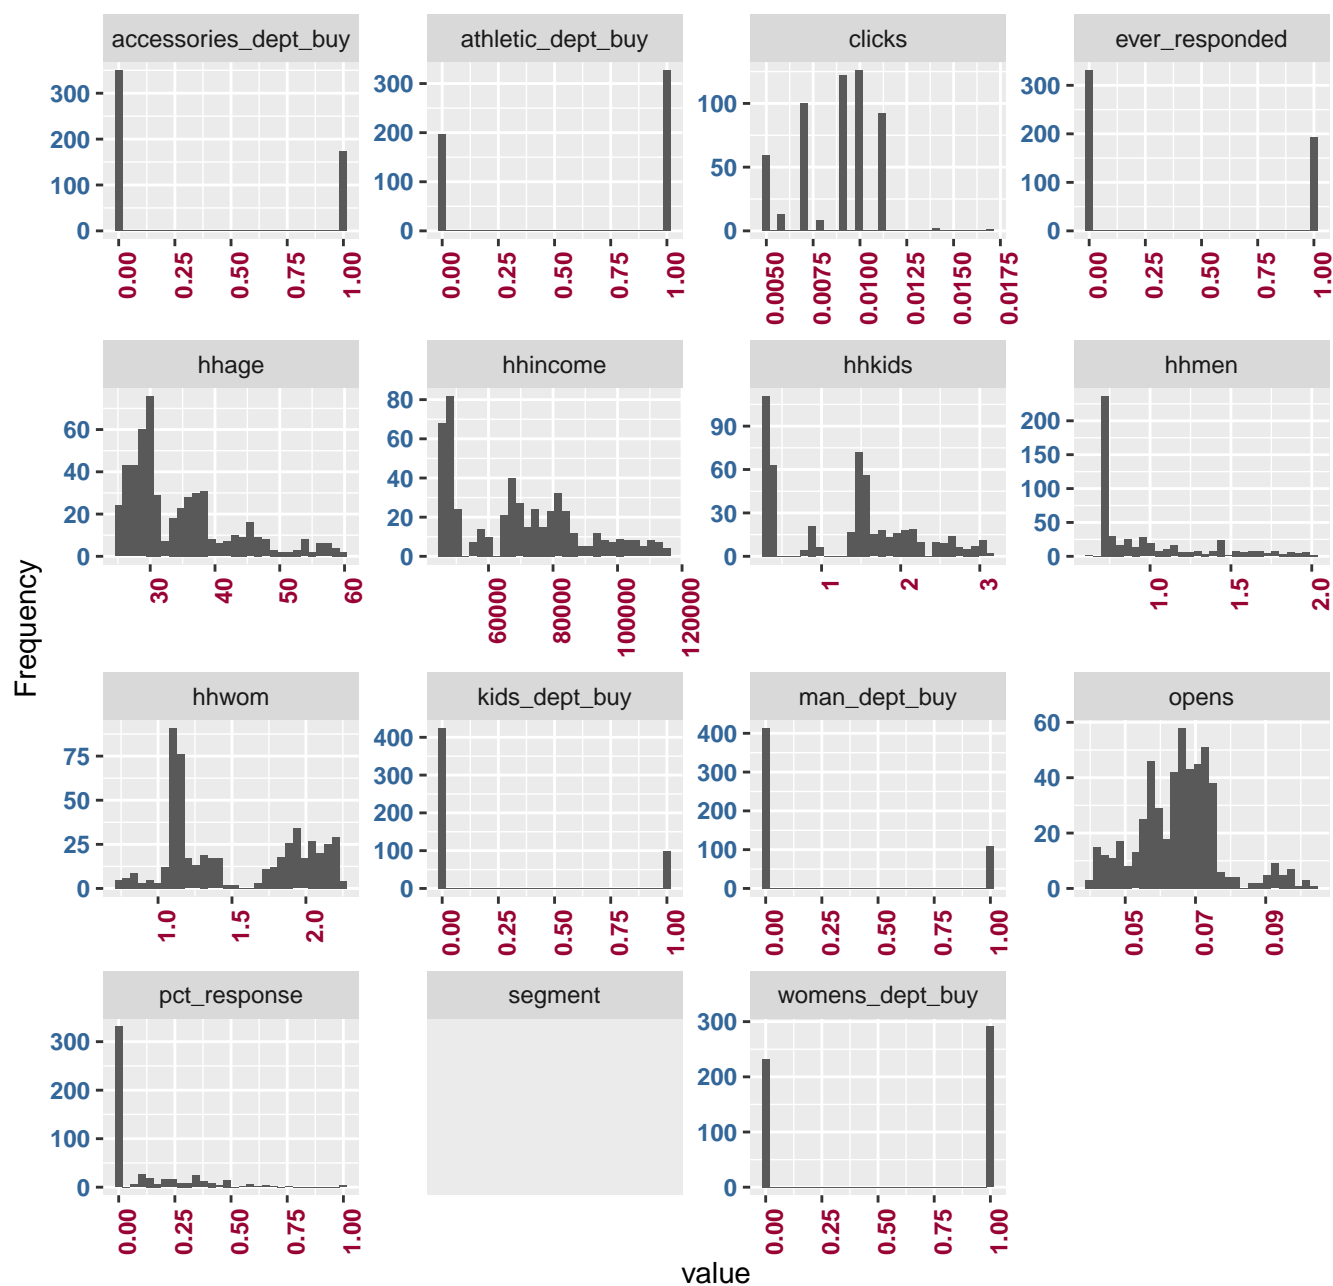 accessories_dept_buy athletic_dept_buy clicks ever_responded
300 200 100 0
300 200 100 0
100 50 0
300 200 100 0
0.00 0.25 0.50 0.75 1.00
0.00 0.25 0.50 0.75 1.00
0.0050 0.0075 0.0100 0.0125 0.0150 0.0175
0.00 0.25 0.50 0.75 1.00
hhage hhincome hhkids hhmen
60 40 20 0
80 60 40 20 0
90 60 30 0
200 150 100 50 0
30 40 50 60
60000 80000 100000 120000
1 2 3
1.0 1.5 2.0
Frequency
hhwom kids_dept_buy man_dept_buy opens
75 50 25 0
400 300 200 100 0
400 300 200 100 0
60 40 20 0
1.0 1.5 2.0
0.00 0.25 0.50 0.75 1.00
0.00 0.25 0.50 0.75 1.00
0.05 0.07 0.09
pct_response segment womens_dept_buy
300 200 100 0
300 200 100 0
0.00 0.25 0.50 0.75 1.00
0.00 0.25 0.50 0.75 1.00
value